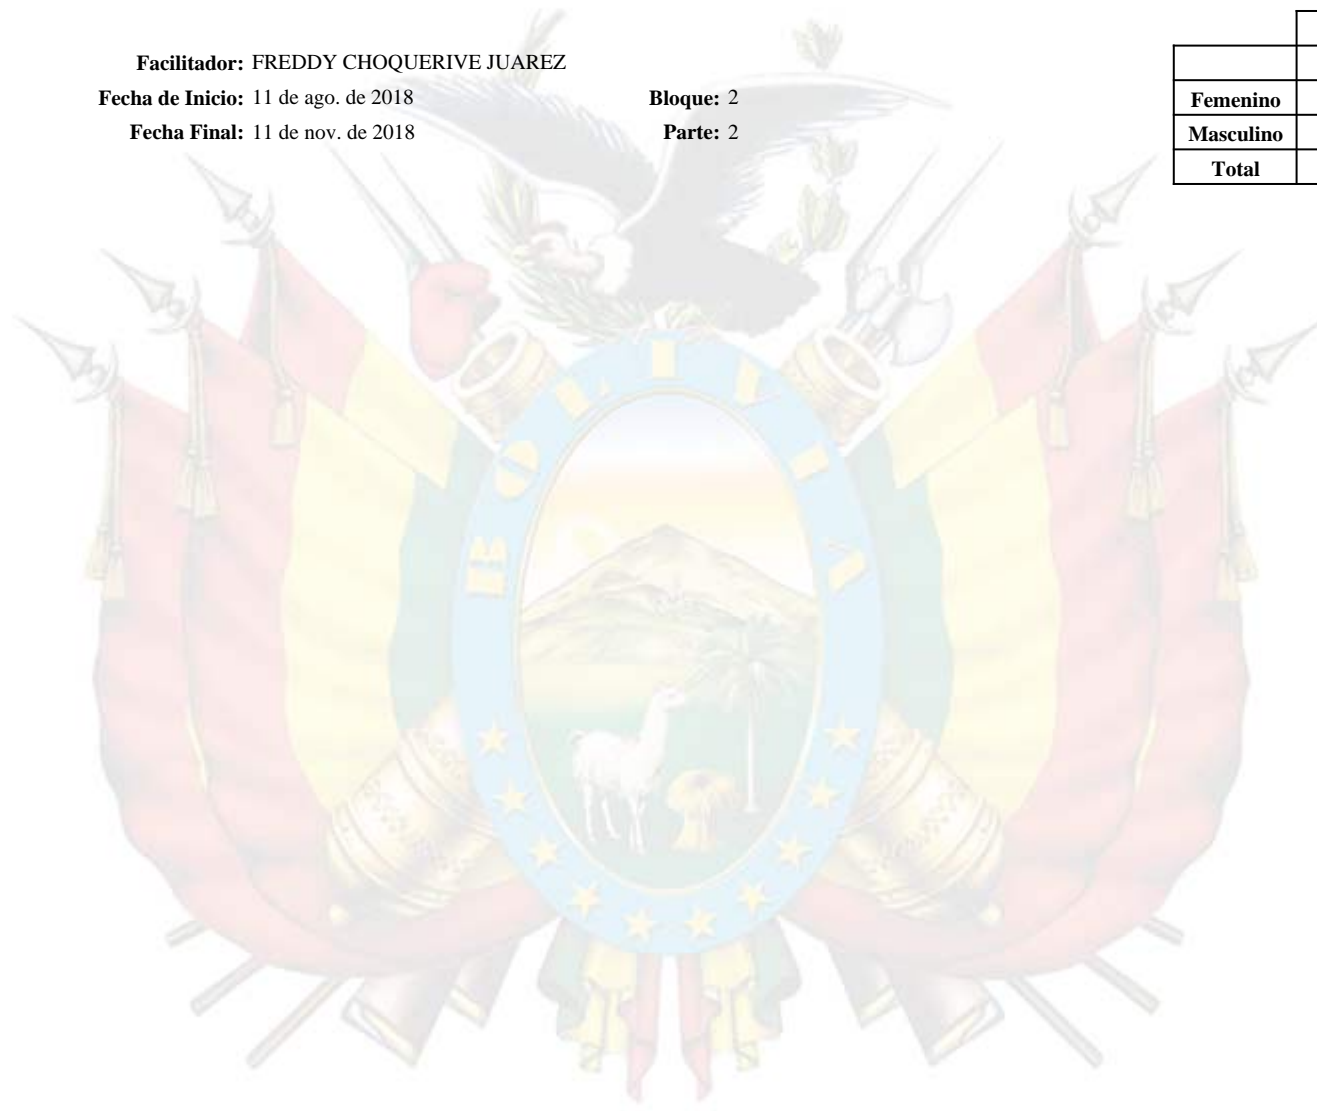 Facilitador: FREDDY CHOQUERIVE JUAREZ
Fecha de Inicio: 11 de ago. de 2018 Bloque: 2
Fecha Final: 11 de nov. de 2018 Parte: 2
Femenino
Masculino
Total
BOLIVIA